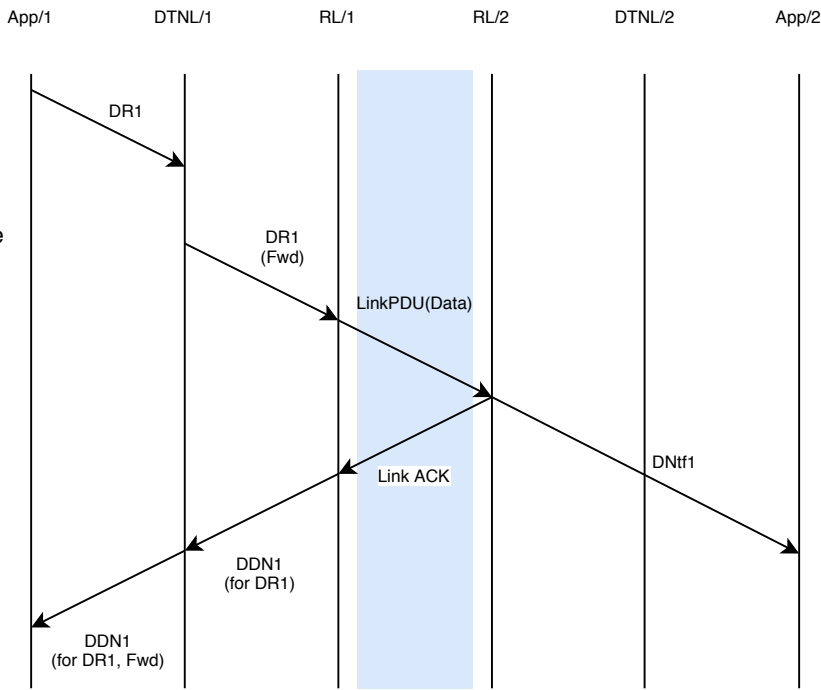 App/1 DTNL/1 RL/1 RL/2 DTNL/2 App/2
DR1
e
DR1
(Fwd)
LinkPDU(Data)
DNtf1
Link ACK
DDN1
(for DR1)
DDN1
(for DR1, Fwd)